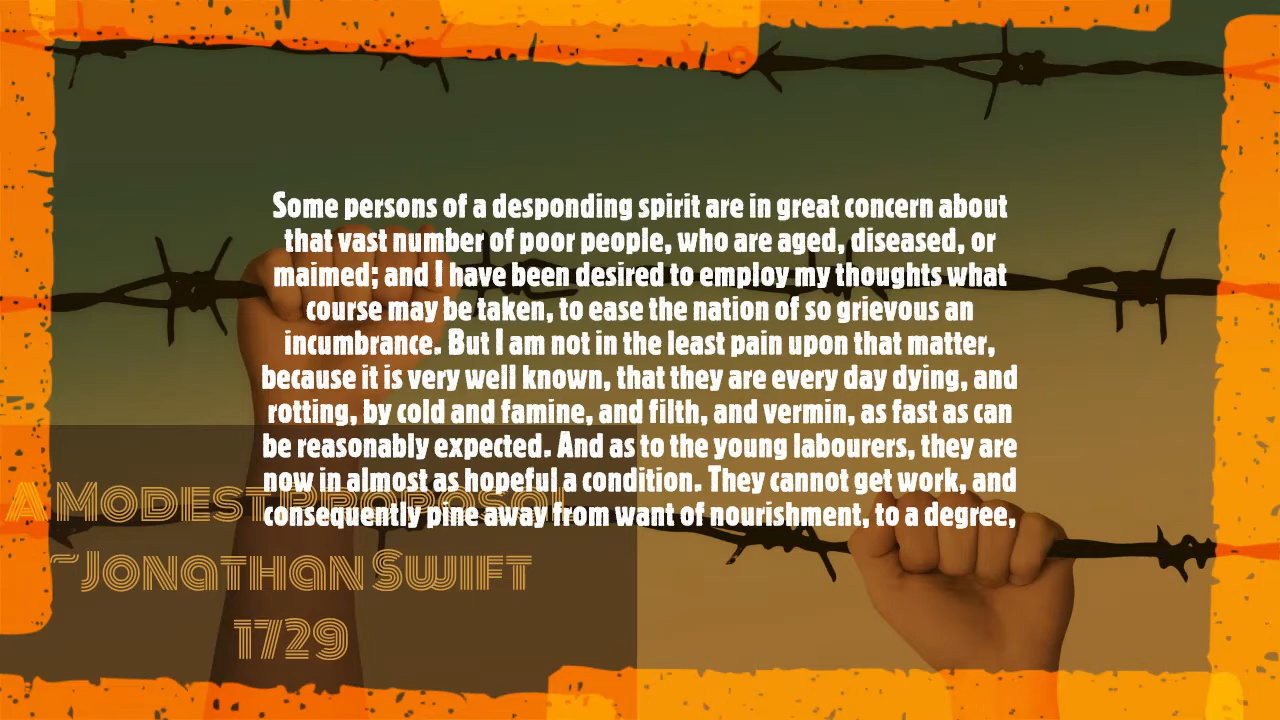 Some persons of a desponding spirit are in great concern about
that vast number of poor people, who are aged, diseased, or
maimed; and I have been desired to employ my thoughts what
course may be taken, to ease the nation of so grievous an
incumbrance. But I am not in the least pain upon that matter,
because it is very well known, that they are every day dying, and
rotting, by cold and famine, and filth, and vermin, as fast as can
be reasonably expected. And as to the young labourers, they are
now in almost as hopeful a condition. They cannot get work, and
consequently pine away from want of nourishment, to a degree,
A Modest Proposal
~Jonathan Swift
1729